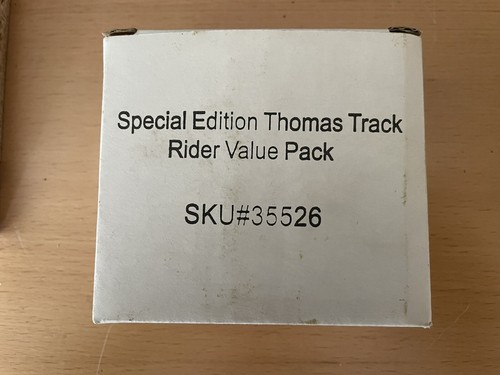 Special Edition Thomas Track
Rider Value Pack
SKU#35526